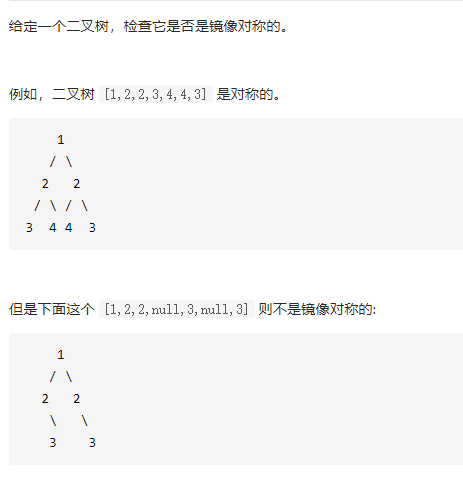 给定一个二叉树，检查它是否是镜像对称的。
例如，二叉树 [1,2,2,3,4,4,3] 是对称的。
    1
   / \
  2   2
 / \ / \
3  4 4  3
但是下面这个 [1,2,2,null,3,null,3] 则不是镜像对称的:
    1
   / \
  2   2
   \   \
   3    3